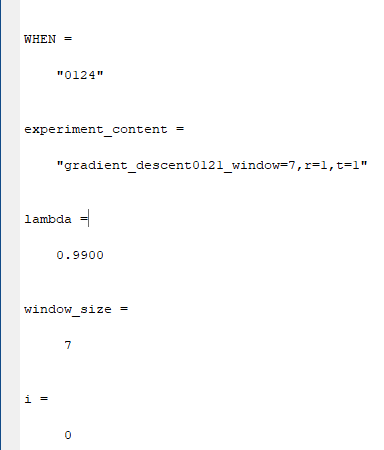 WHEN =
"0124"
experiment_content =
"gradient_descent0121_window=7,r=1,t=1"
lambda =
0.9900
window_size =
7
i =
0